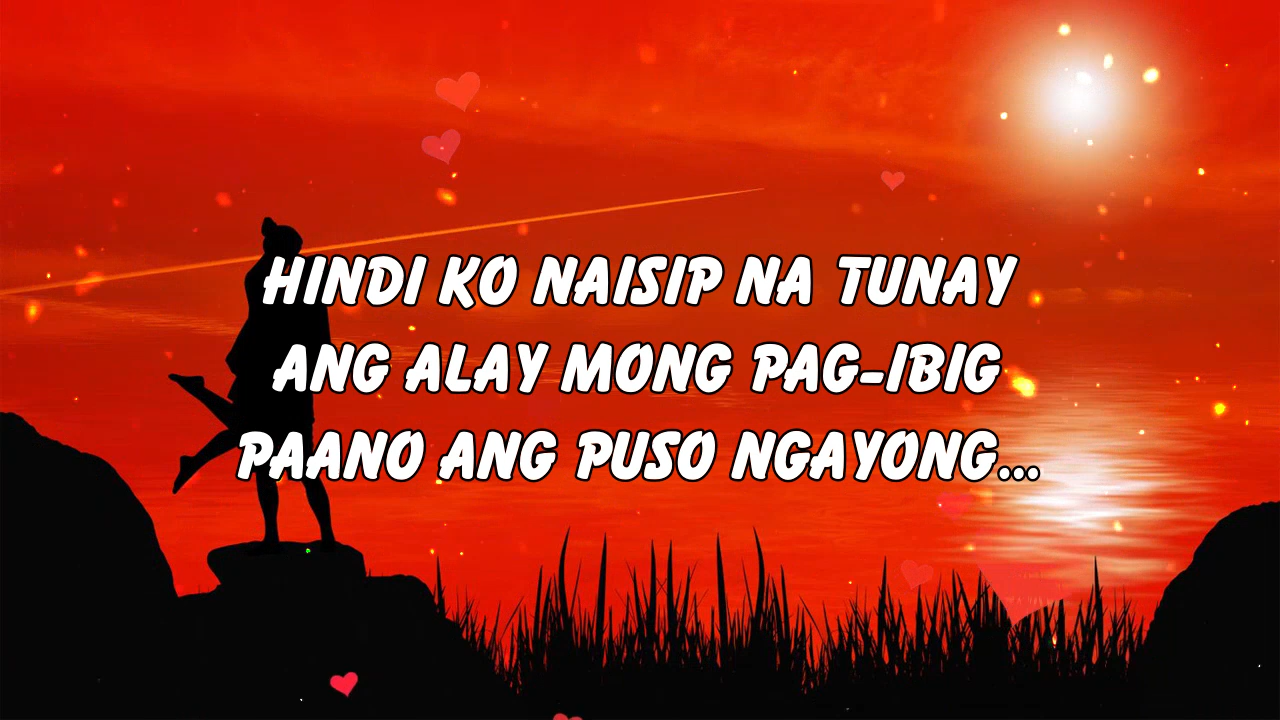 HINDI KO NAISIP NA TUNAY
ANG ALAY MONG PAG-IBIG
PAANO ANG PUSO NGAYONG...